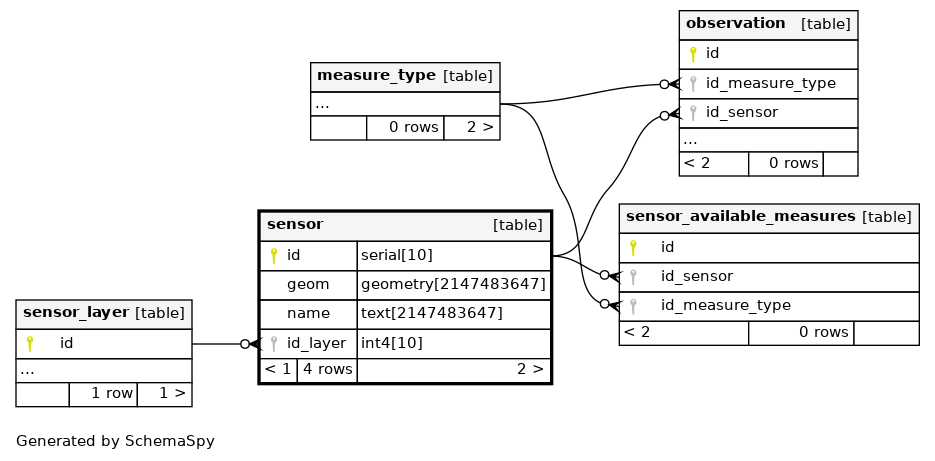 observation [table]
id
id_measure_type
id_sensor
...
< 2 0 rows
measure_type [table]
...
0 rows 2 >
sensor_available_measures [table]
id
id_sensor
id_measure_type
< 2 0 rows
sensor [table]
id serial[10]
geom geometry[2147483647]
name text[2147483647]
id_layer int4[10]
< 1 4 rows 2 >
sensor_layer [table]
id
...
1 row 1 >
Generated by SchemaSpy